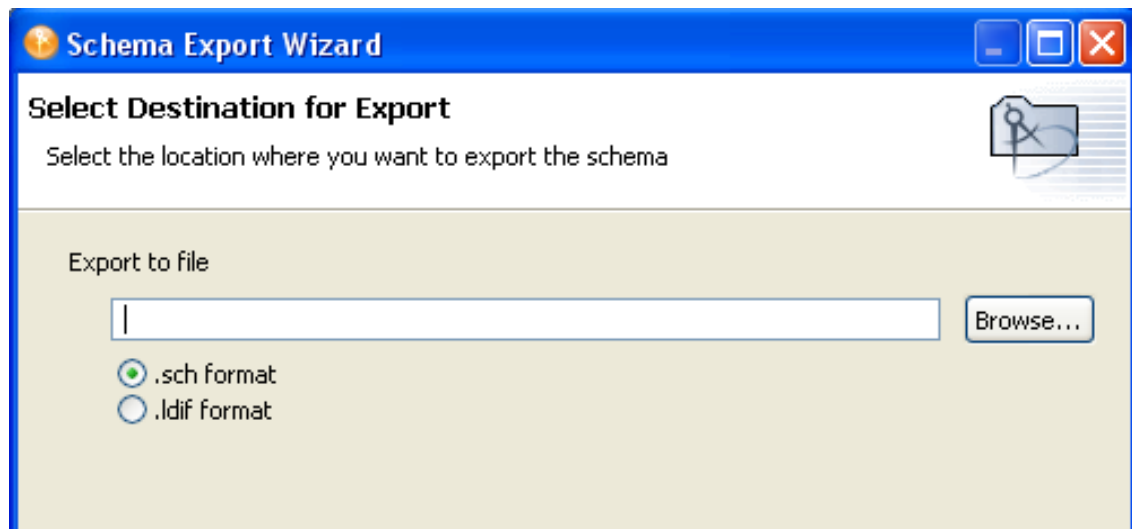 Schema Export Wizard
Select Destination for Export
Select the location where you want to export the schema
Export to file
Browse...
.sch format
.ldif format